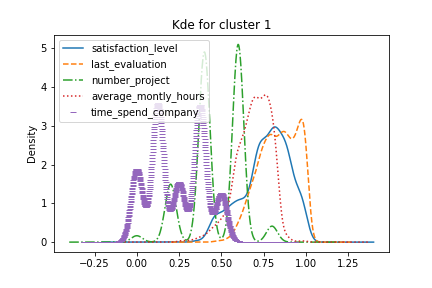 Kde for cluster 1
satisfaction_level
last_evaluation
number_project
average_montly_hours
time_spend_company
Density
5
4
3
2
1
0
−0.25
0.00
0.25
0.50
0.75
1.00
1.25